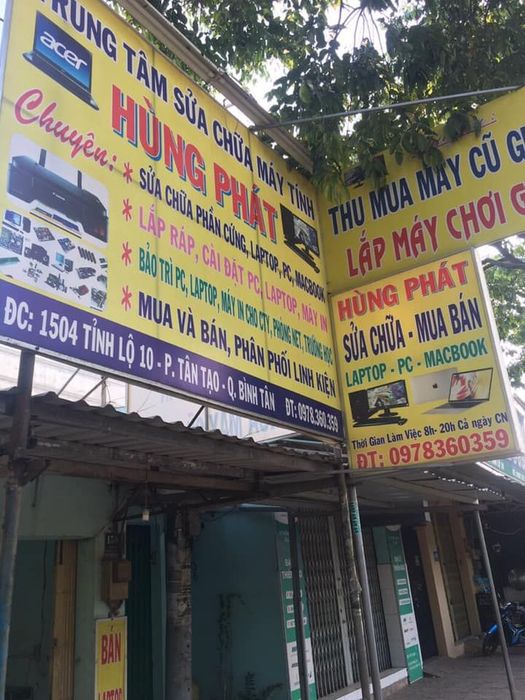 TRUNG TÂM SỬA CHỮA MÁY TÍNH
acer
HÙNG PHÁT
Chuyên:
* SỬA CHỮA PHẦN CỨNG, LAPTOP, PC, MACBOOK
* LẮP RÁP, CÀI ĐẶT PC, LAPTOP, MÁY IN
* BẢO TRÌ PC, LAPTOP, MÁY IN CHO CTY, PHÒNG NET, TRƯỜNG HỌC
* MUA VÀ BÁN, PHÂN PHỐI LINH KIỆN
ĐC: 1504 TỈNH LỘ 10 - P. TÂN TẠO - Q. BÌNH TÂN ĐT: 0978.360.359
THU MUA MÁY CŨ
LẮP MÁY CHƠI
HÙNG PHÁT
SỬA CHỮA - MUA BÁN
LAPTOP - PC - MACBOOK
Thời Gian Làm Việc 8h- 20h Cả ngày CN
ĐT: 0978360359
BÁN
LAPTOP